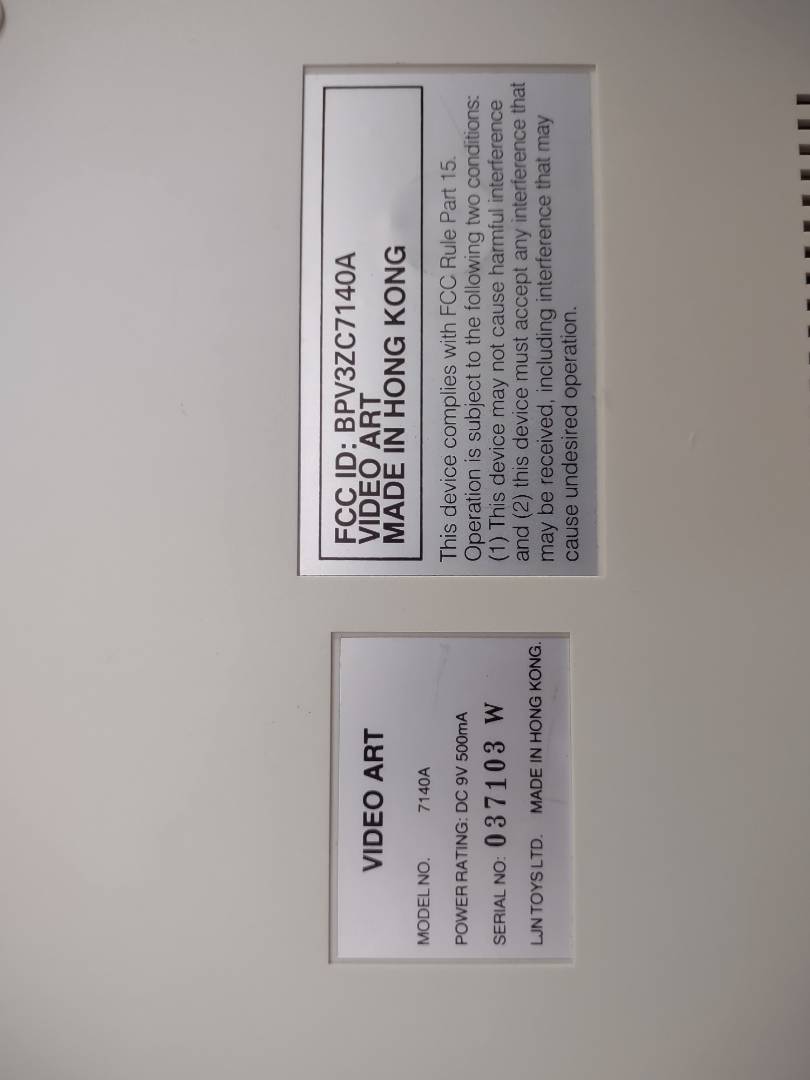 VIDEO ART
MODEL NO. 7140A
POWER RATING: DC 9V 500mA
SERIAL NO: 037103 W
LJN TOYS LTD. MADE IN HONG KONG.
FCC ID: BPV3ZC7140A
VIDEO ART
MADE IN HONG KONG
This device complies with FCC Rule Part 15.
Operation is subject to the following two conditions:
(1) This device may not cause harmful interference
and (2) this device must accept any interference that
may be received, including interference that may
cause undesired operation.